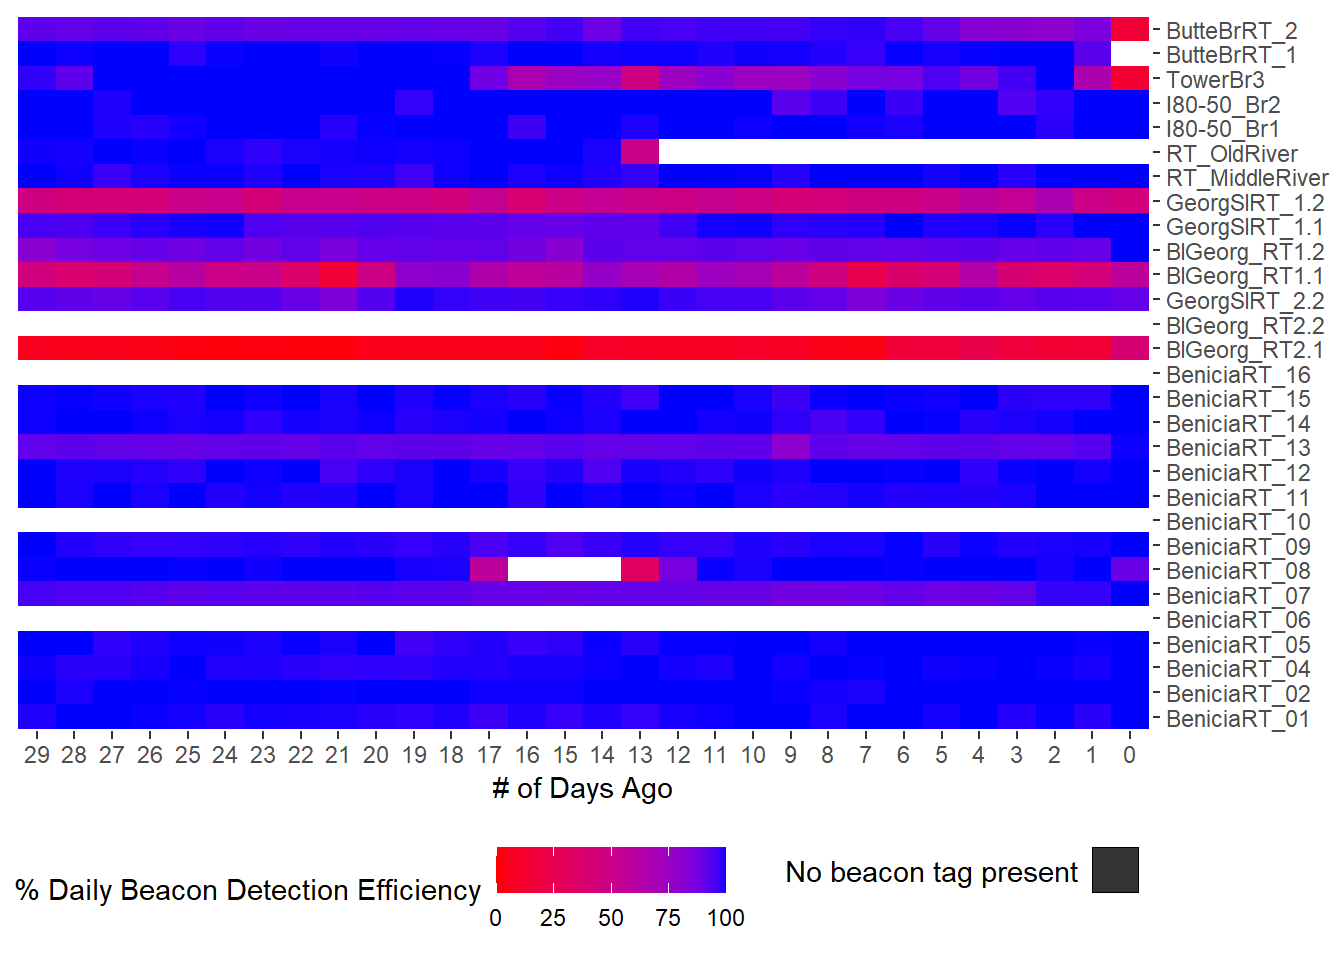 ButteBrRT_2
ButteBrRT_1
TowerBr3
I80-50_Br2
I80-50_Br1
RT_OldRiver
RT_MiddleRiver
GeorgSlRT_1.2
GeorgSlRT_1.1
BlGeorg_RT1.2
BlGeorg_RT1.1
GeorgSlRT_2.2
BlGeorg_RT2.2
BlGeorg_RT2.1
BeniciaRT_16
BeniciaRT_15
BeniciaRT_14
BeniciaRT_13
BeniciaRT_12
BeniciaRT_11
BeniciaRT_10
BeniciaRT_09
BeniciaRT_08
BeniciaRT_07
BeniciaRT_06
BeniciaRT_05
BeniciaRT_04
BeniciaRT_02
BeniciaRT_01
29 28 27 26 25 24 23 22 21 20 19 18 17 16 15 14 13 12 11 10 9 8 7 6 5 4 3 2 1 0
# of Days Ago
% Daily Beacon Detection Efficiency
0 25 50 75 100
No beacon tag present